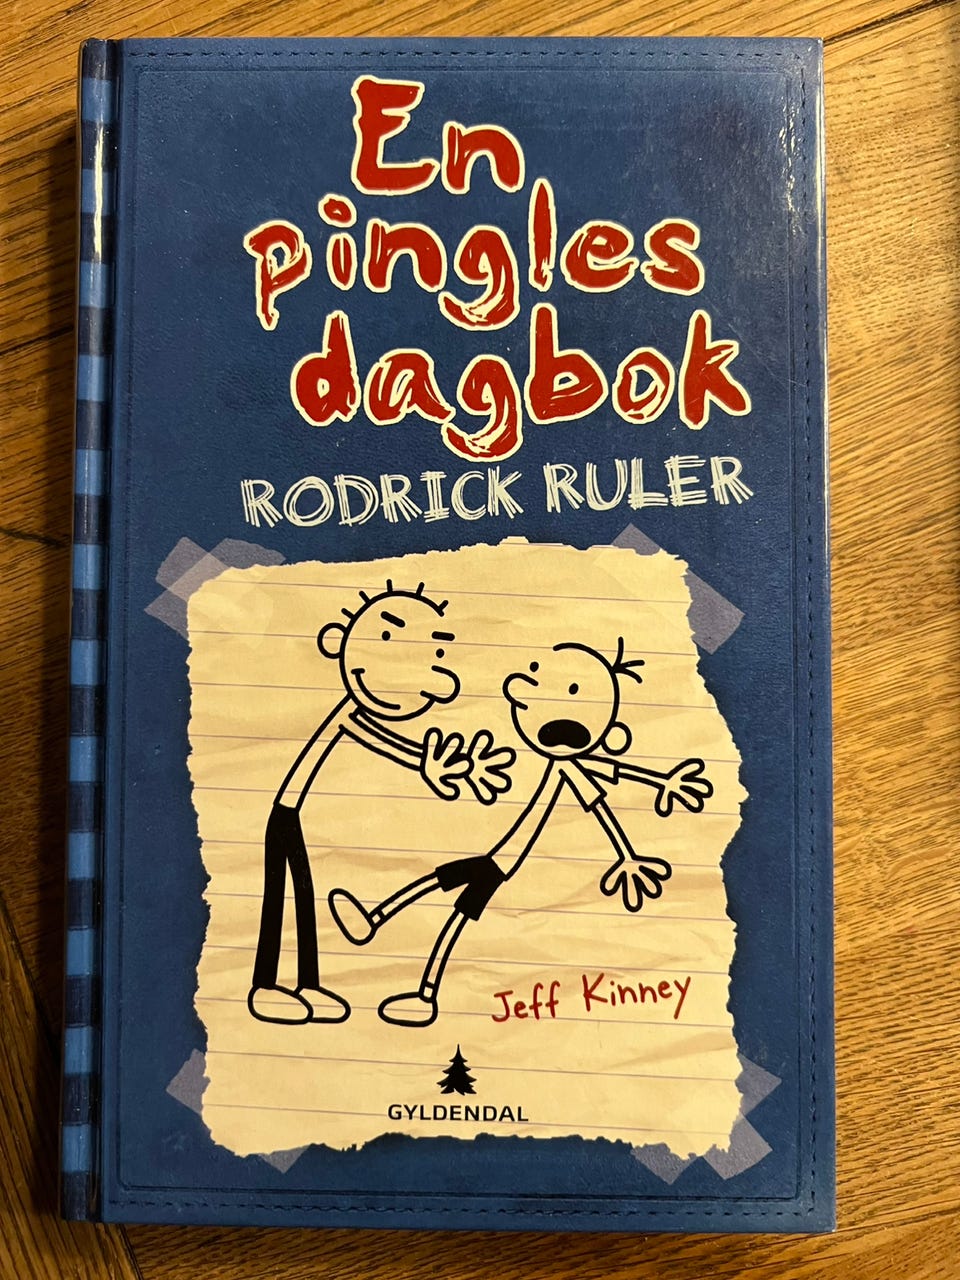 En
pingles
dagbok
RODRICK RULER
Jeff Kinney
GYLDENDAL